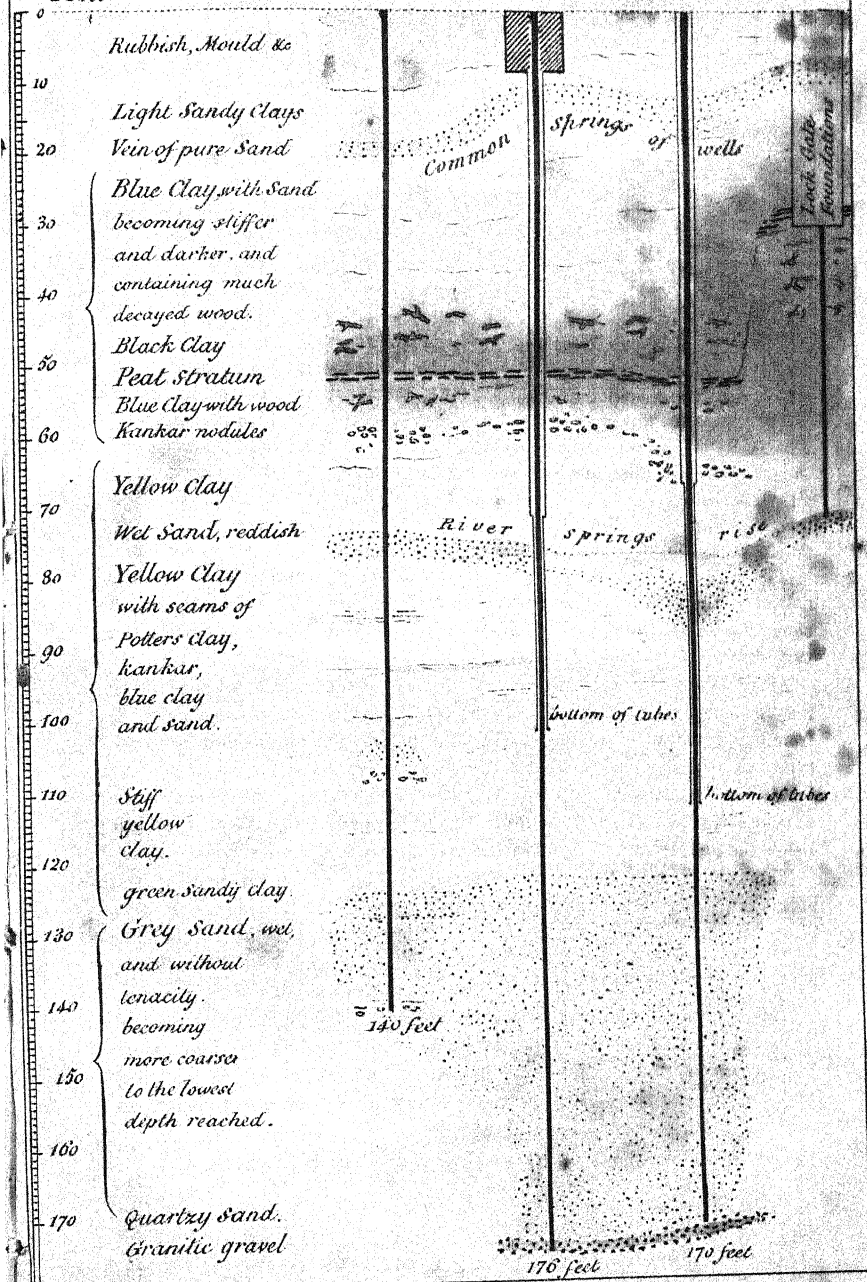 0
Rubbish, Mould &c
10
Light Sandy Clays
Common Springs of wells
20
Vein of pure Sand
Lock Gate
Foundations
Blue Clay, with Sand
30
becoming stiffer
and darker, and
containing much
40
decayed wood.
Black Clay
50
Peat Stratum
Blue Clay with wood
60
Kankar nodules
Yellow Clay
70
Wet Sand, reddish
River springs rise
80
Yellow Clay
with seams of
Potters clay,
90
kankar,
blue clay
100
and sand.
bottom of tubes
110
Stiff
bottom of tubes
yellow
clay.
120
green sandy clay.
130
Grey Sand, wet,
and without
tenacity.
140
140 feet
becoming
more coarser
150
to the lowest
depth reached.
160
170
Quartzy Sand.
Granitic gravel
176 feet
170 feet